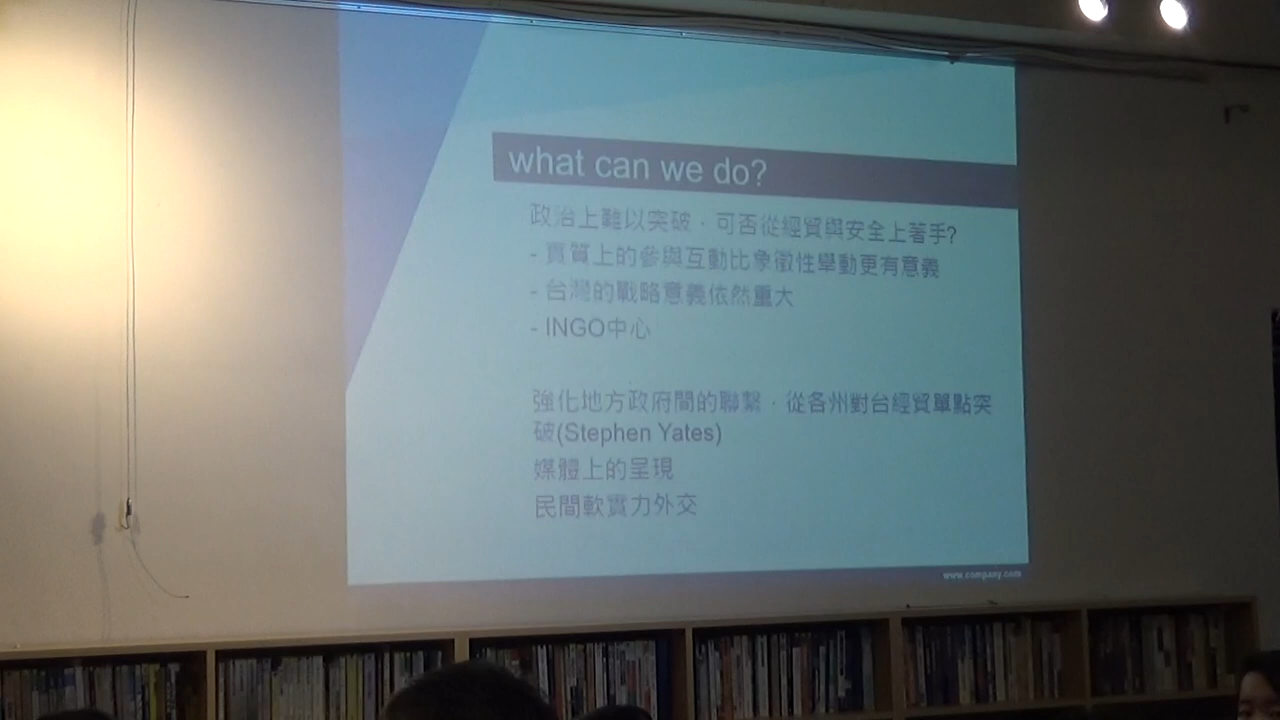 what can we do?
政治上難以突破，可否從經貿與安全上著手?
- 實質上的參與互動比象徵性舉動更有意義
- 台灣的戰略意義依然重大
- INGO中心
強化地方政府間的聯繫，從各州對台經貿單點突
破(Stephen Yates)
媒體上的呈現
民間軟實力外交
www.company.com